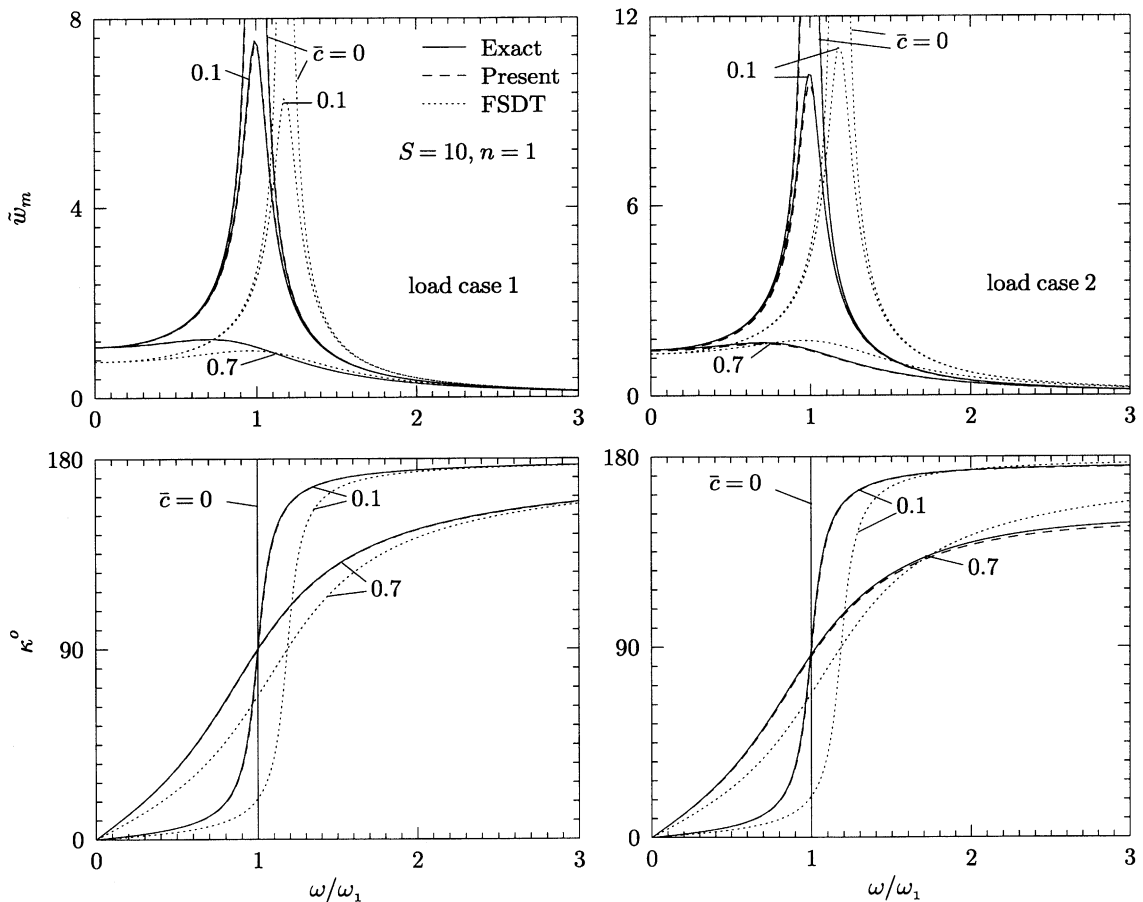 8
4
0
w̃ₘ
0.1
c̄ = 0
0.1
Exact
Present
FSDT
S = 10, n = 1
load case 1
0.7
0 1 2 3
12
6
0
0.1
c̄ = 0
load case 2
0.7
0 1 2 3
180
90
0
κ°
c̄ = 0
0.1
0.7
0 1 2 3
ω/ω₁
180
90
0
c̄ = 0
0.1
0.7
0 1 2 3
ω/ω₁